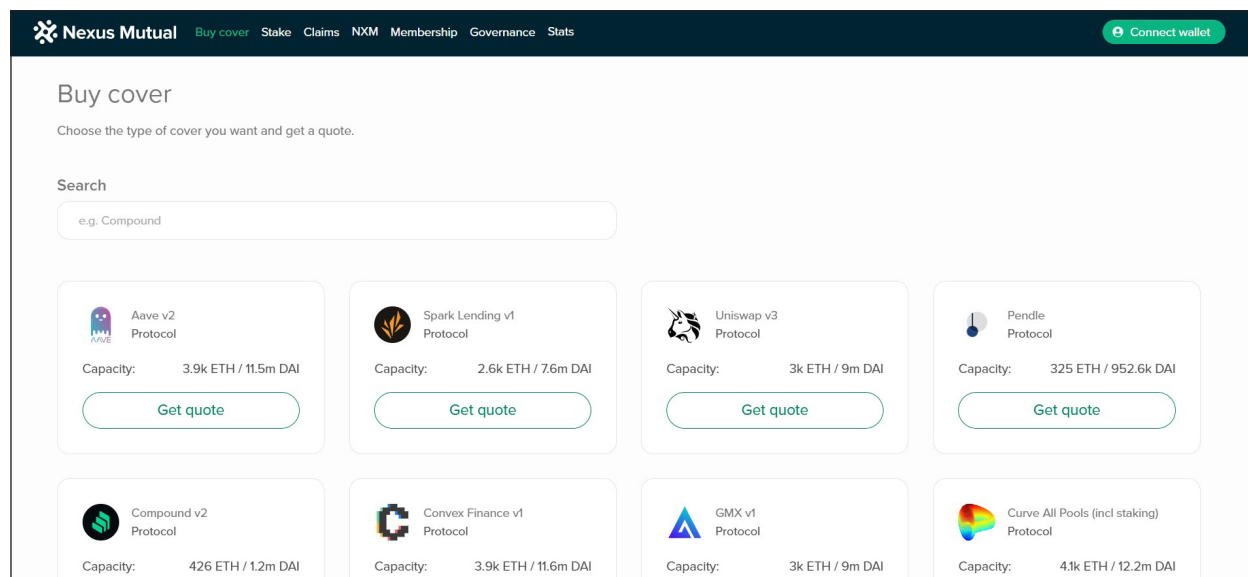 Nexus Mutual Buy cover Stake Claims NXM Membership Governance Stats Connect wallet
Buy cover
Choose the type of cover you want and get a quote.
Search
e.g. Compound
Aave v2
Protocol
AAVE
Capacity: 3.9k ETH / 11.5m DAI
Get quote
Spark Lending v1
Protocol
Capacity: 2.6k ETH / 7.6m DAI
Get quote
Uniswap v3
Protocol
Capacity: 3k ETH / 9m DAI
Get quote
Pendle
Protocol
Capacity: 325 ETH / 952.6k DAI
Get quote
Compound v2
Protocol
Capacity: 426 ETH / 1.2m DAI
Convex Finance v1
Protocol
Capacity: 3.9k ETH / 11.6m DAI
GMX v1
Protocol
Capacity: 3k ETH / 9m DAI
Curve All Pools (incl staking)
Protocol
Capacity: 4.1k ETH / 12.2m DAI